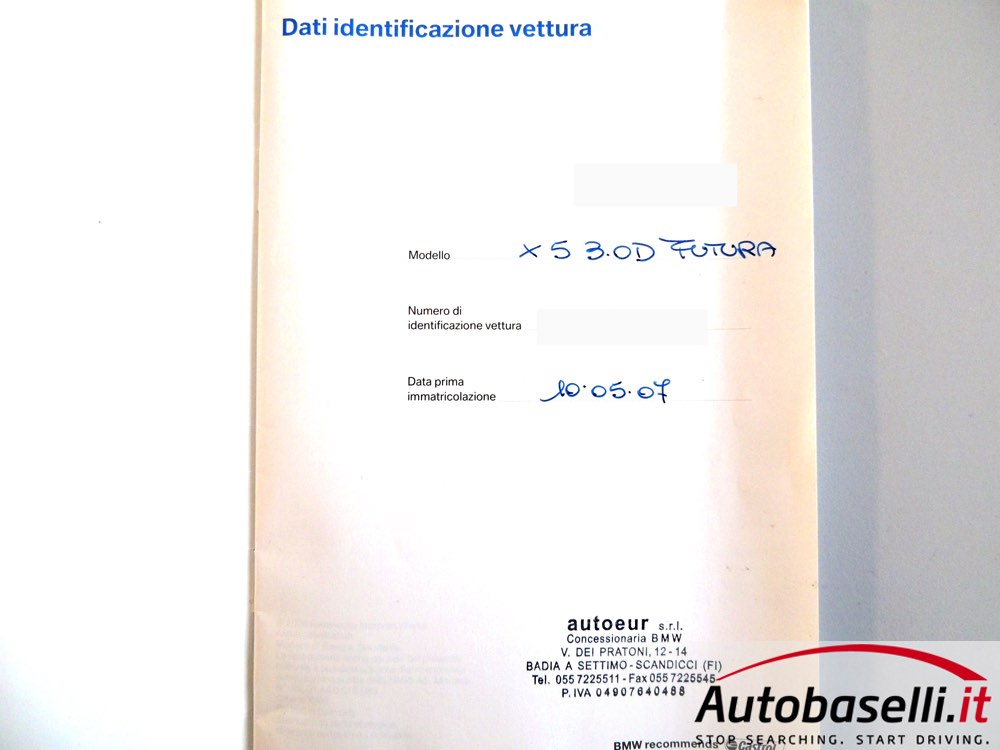 Dati identificazione vettura
Modello X5 3.0D FUTURA
Numero di
identificazione vettura
Data prima
immatricolazione 10.05.07
autoeur s.r.l.
Concessionaria BMW
V. DEI PRATONI, 12-14
BADIA A SETTIMO - SCANDICCI (FI)
Tel. 055 7225511 - Fax 055 7225545
P.IVA 04907640488
Autobaselli.it
STOP SEARCHING. START DRIVING.
BMW recommends Castrol